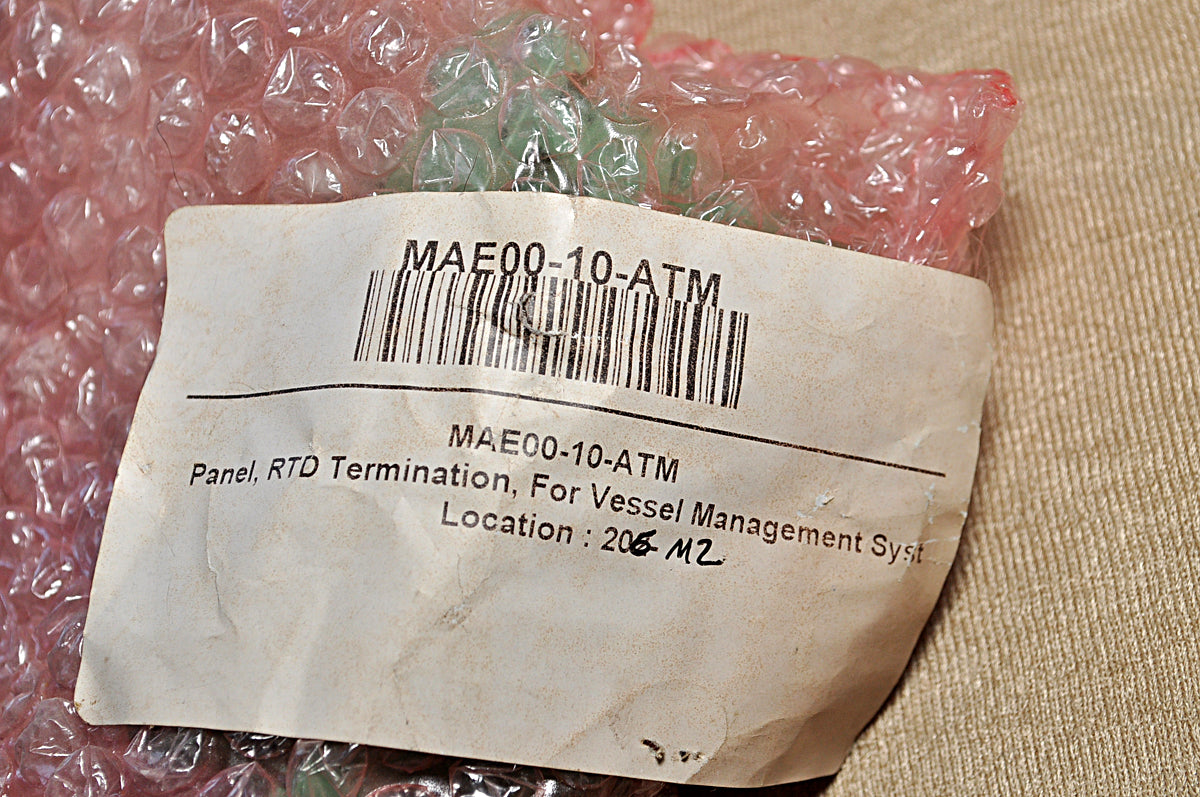 MAE00-10-ATM
MAE00-10-ATM
Panel, RTD Termination, For Vessel Management Syst
Location : 206 M2